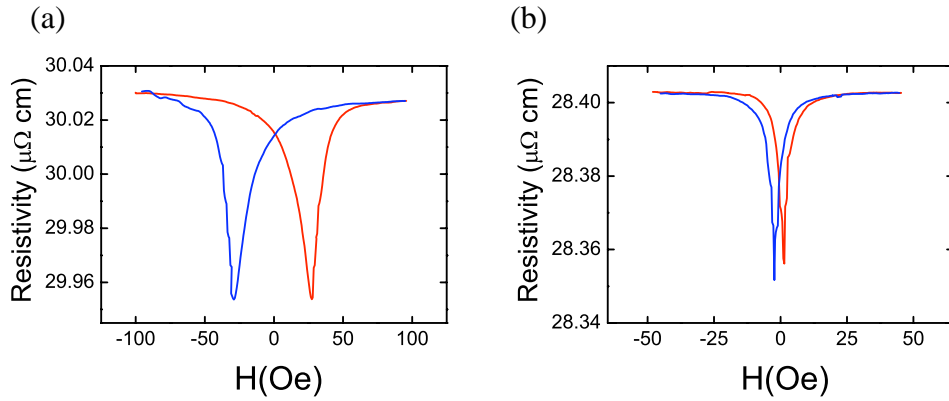 (a)
Resistivity (μΩ cm)
30.04
30.02
30.00
29.98
29.96
-100 -50 0 50 100
H(Oe)
(b)
Resistivity (μΩ cm)
28.40
28.38
28.36
28.34
-50 -25 0 25 50
H(Oe)